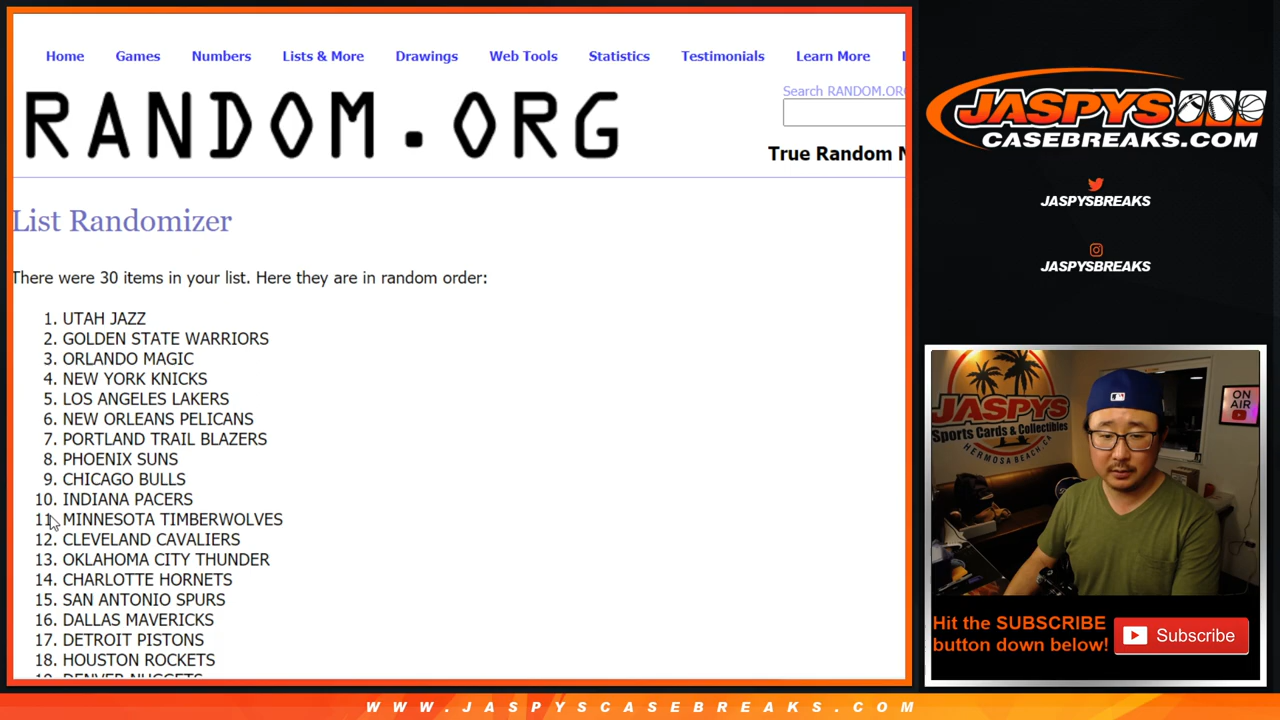 Home Games Numbers Lists & More Drawings Web Tools Statistics Testimonials Learn More
RANDOM.ORG
Search RANDOM.ORG
True Random N
List Randomizer
There were 30 items in your list. Here they are in random order:
1. UTAH JAZZ
2. GOLDEN STATE WARRIORS
3. ORLANDO MAGIC
4. NEW YORK KNICKS
5. LOS ANGELES LAKERS
6. NEW ORLEANS PELICANS
7. PORTLAND TRAIL BLAZERS
8. PHOENIX SUNS
9. CHICAGO BULLS
10. INDIANA PACERS
11. MINNESOTA TIMBERWOLVES
12. CLEVELAND CAVALIERS
13. OKLAHOMA CITY THUNDER
14. CHARLOTTE HORNETS
15. SAN ANTONIO SPURS
16. DALLAS MAVERICKS
17. DETROIT PISTONS
18. HOUSTON ROCKETS
19. DENVER NUGGETS
JASPYS
CASEBREAKS.COM
JASPYSBREAKS
JASPYSBREAKS
JASPYS
Sports Cards & Collectibles
HERMOSA BEACH, CA
ON AIR
Hit the SUBSCRIBE
button down below!
Subscribe
WWW.JASPYSCASEBREAKS.COM